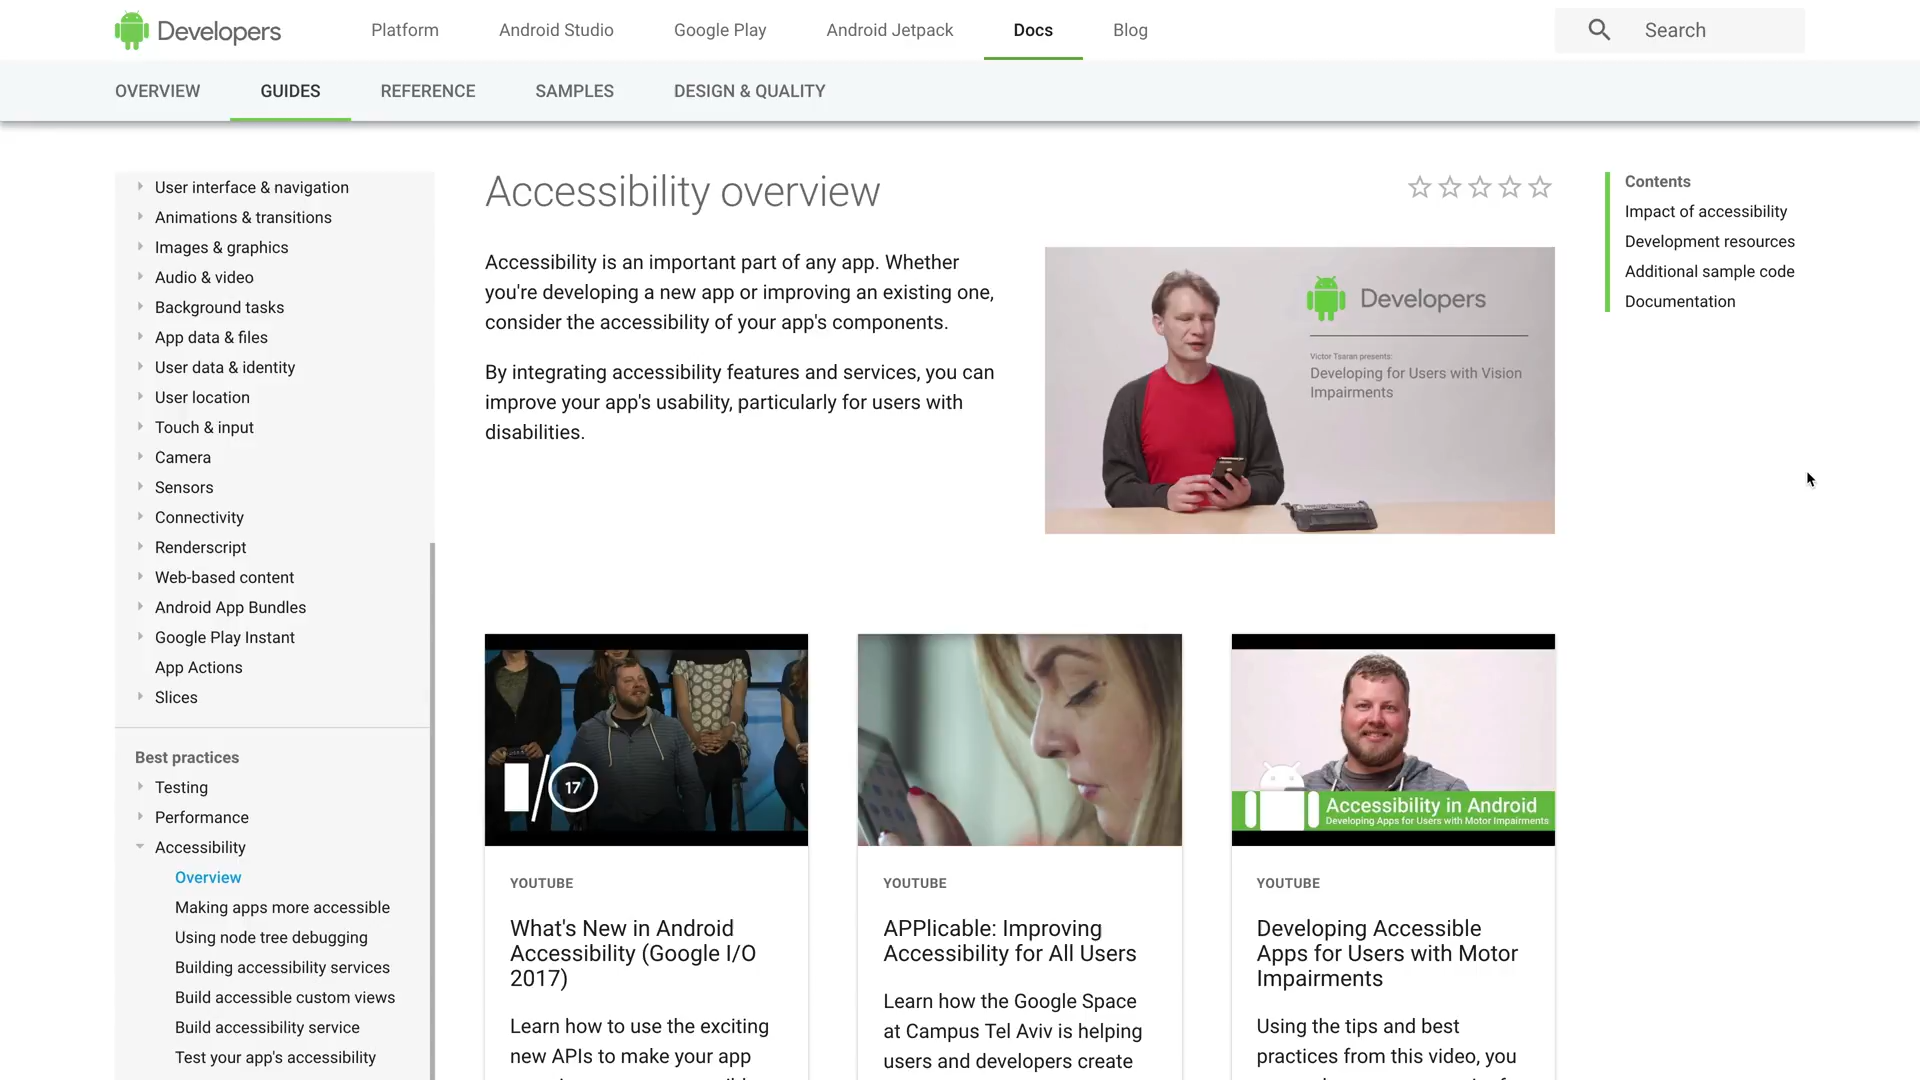 Developers
Platform
Android Studio
Google Play
Android Jetpack
Docs
Blog
Search
OVERVIEW
GUIDES
REFERENCE
SAMPLES
DESIGN & QUALITY
User interface & navigation
Animations & transitions
Images & graphics
Audio & video
Background tasks
App data & files
User data & identity
User location
Touch & input
Camera
Sensors
Connectivity
Renderscript
Web-based content
Android App Bundles
Google Play Instant
App Actions
Slices
Best practices
Testing
Performance
Accessibility
Overview
Making apps more accessible
Using node tree debugging
Building accessibility services
Build accessible custom views
Build accessibility service
Test your app's accessibility
Accessibility overview
Accessibility is an important part of any app. Whether
you're developing a new app or improving an existing one,
consider the accessibility of your app's components.
By integrating accessibility features and services, you can
improve your app's usability, particularly for users with
disabilities.
Developers
Victor Tsaran presents:
Developing for Users with Vision
Impairments
Contents
Impact of accessibility
Development resources
Additional sample code
Documentation
17
YOUTUBE
What's New in Android
Accessibility (Google I/O
2017)
Learn how to use the exciting
new APIs to make your app
YOUTUBE
APPlicable: Improving
Accessibility for All Users
Learn how the Google Space
at Campus Tel Aviv is helping
users and developers create
Accessibility in Android
Developing Apps for Users with Motor Impairments
YOUTUBE
Developing Accessible
Apps for Users with Motor
Impairments
Using the tips and best
practices from this video, you